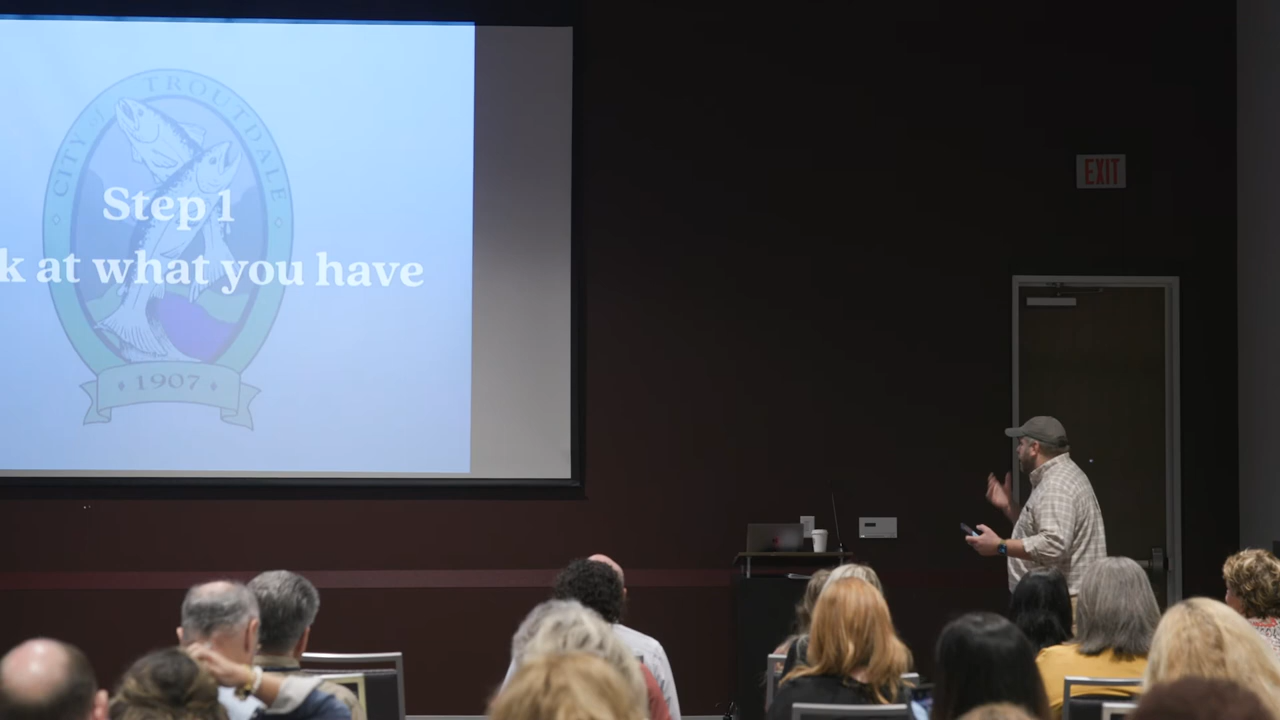 CITY of TROUTDALE
Step 1
k at what you have
1907
EXIT